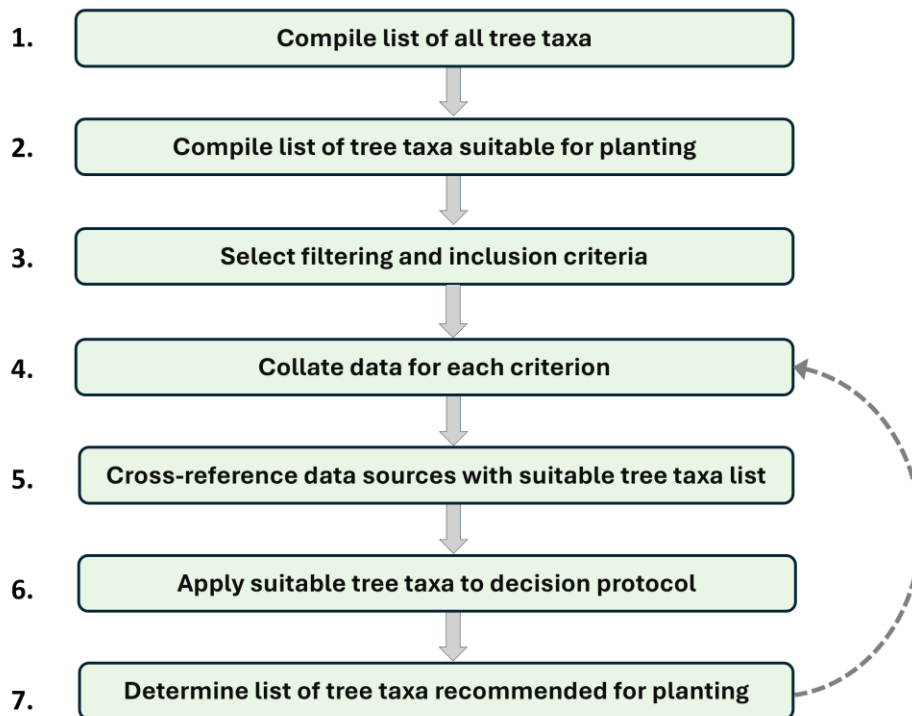 1. Compile list of all tree taxa
2. Compile list of tree taxa suitable for planting
3. Select filtering and inclusion criteria
4. Collate data for each criterion
5. Cross-reference data sources with suitable tree taxa list
6. Apply suitable tree taxa to decision protocol
7. Determine list of tree taxa recommended for planting